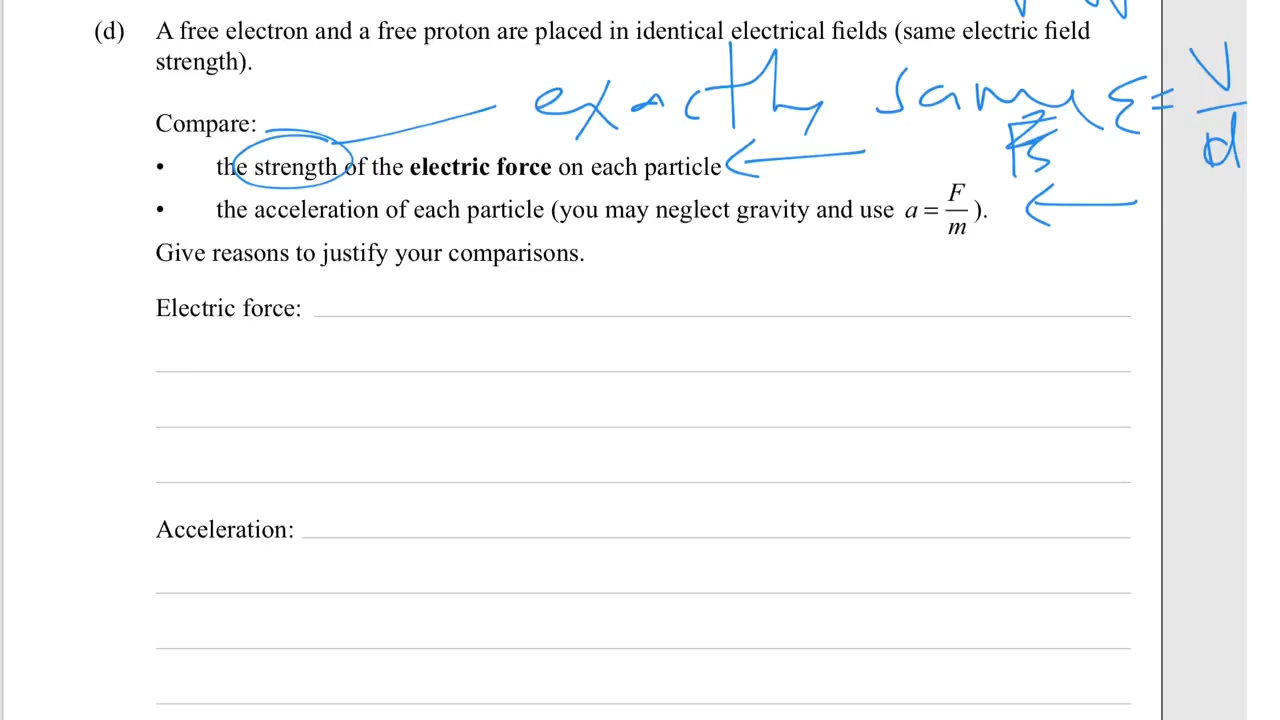 (d) A free electron and a free proton are placed in identical electrical fields (same electric field
strength).
exactly same E = V/d
Compare:
• the strength of the electric force on each particle
• the acceleration of each particle (you may neglect gravity and use a = F/m ).
Give reasons to justify your comparisons.
Electric force:
Acceleration: